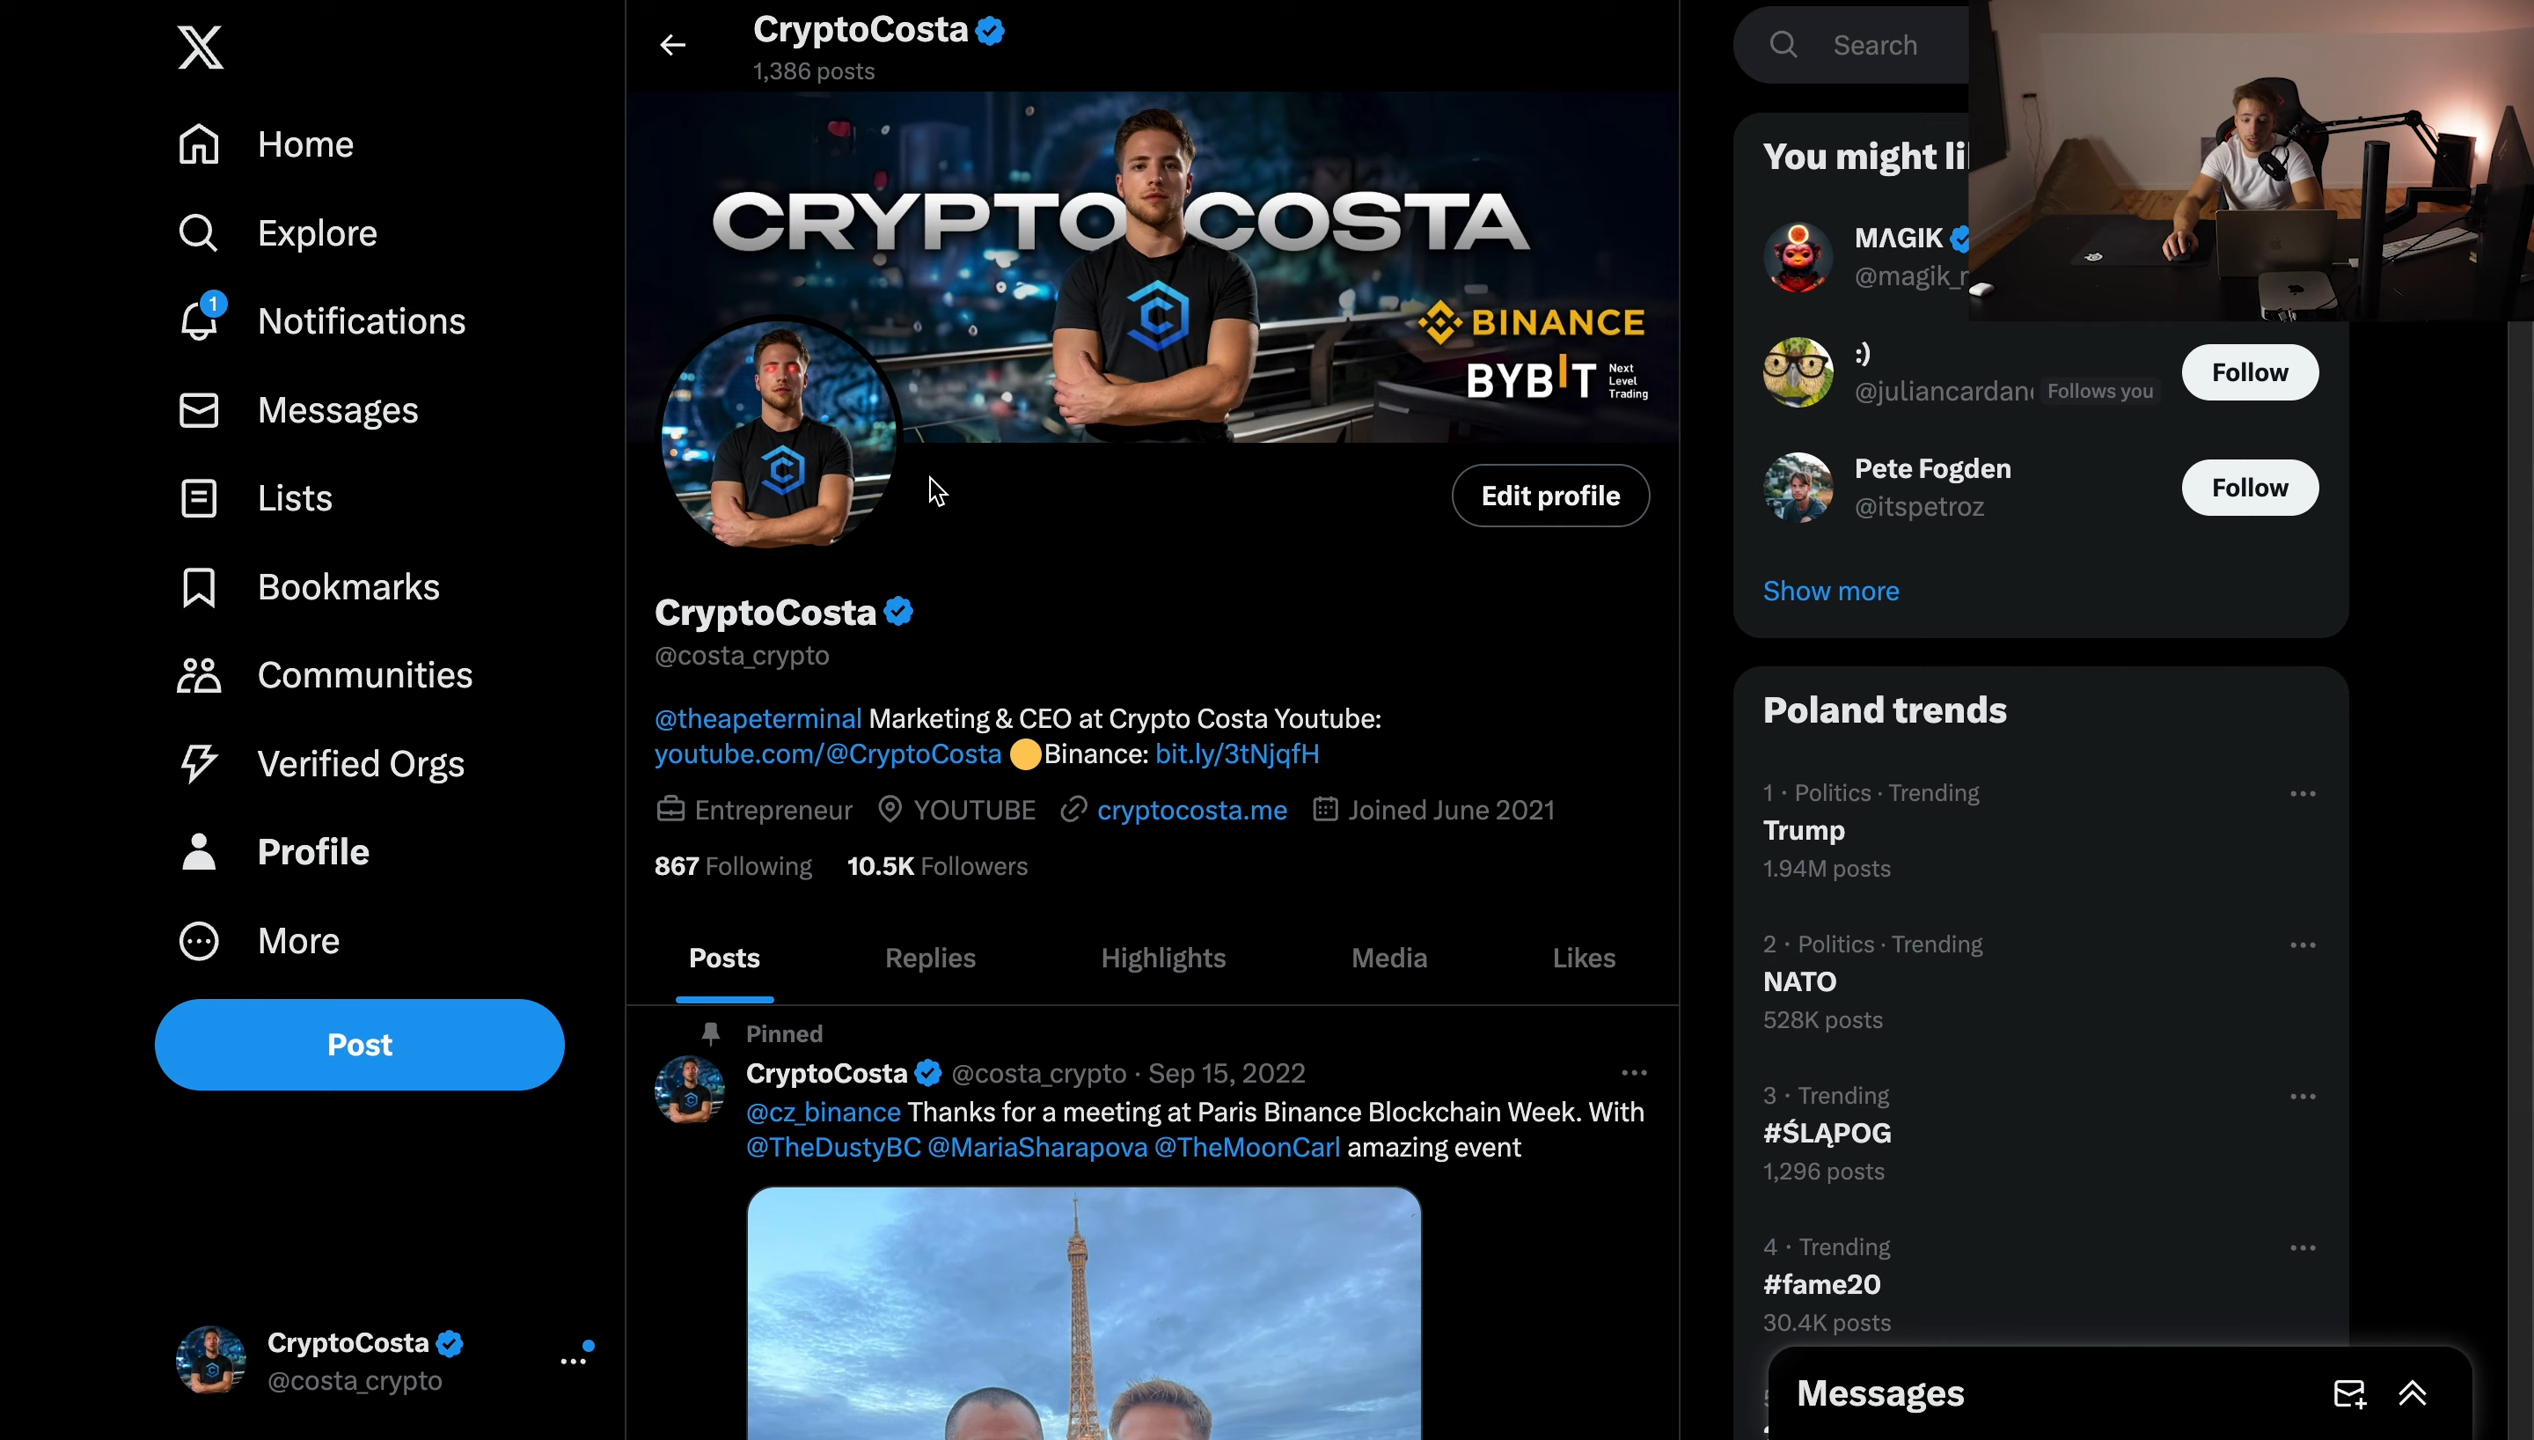 Home
Explore
1
Notifications
Messages
Lists
Bookmarks
Communities
Verified Orgs
Profile
More
Post
CryptoCosta
@costa_crypto
CryptoCosta
1,386 posts
CRYPTO COSTA
BINANCE
BYBIT Next
Level
Trading
Edit profile
CryptoCosta
@costa_crypto
@theapeterminal Marketing & CEO at Crypto Costa Youtube:
youtube.com/@CryptoCosta Binance: bit.ly/3tNjqfH
Entrepreneur YOUTUBE cryptocosta.me Joined June 2021
867 Following 10.5K Followers
Posts Replies Highlights Media Likes
Pinned
CryptoCosta @costa_crypto · Sep 15, 2022
@cz_binance Thanks for a meeting at Paris Binance Blockchain Week. With
@TheDustyBC @MariaSharapova @TheMoonCarl amazing event
Search
You might li
MΛGIK
@magik_
:)
@juliancardan Follows you
Follow
Pete Fogden
@itspetroz
Follow
Show more
Poland trends
1 · Politics · Trending
Trump
1.94M posts
2 · Politics · Trending
NATO
528K posts
3 · Trending
#ŚLĄPOG
1,296 posts
4 · Trending
#fame20
30.4K posts
Messages